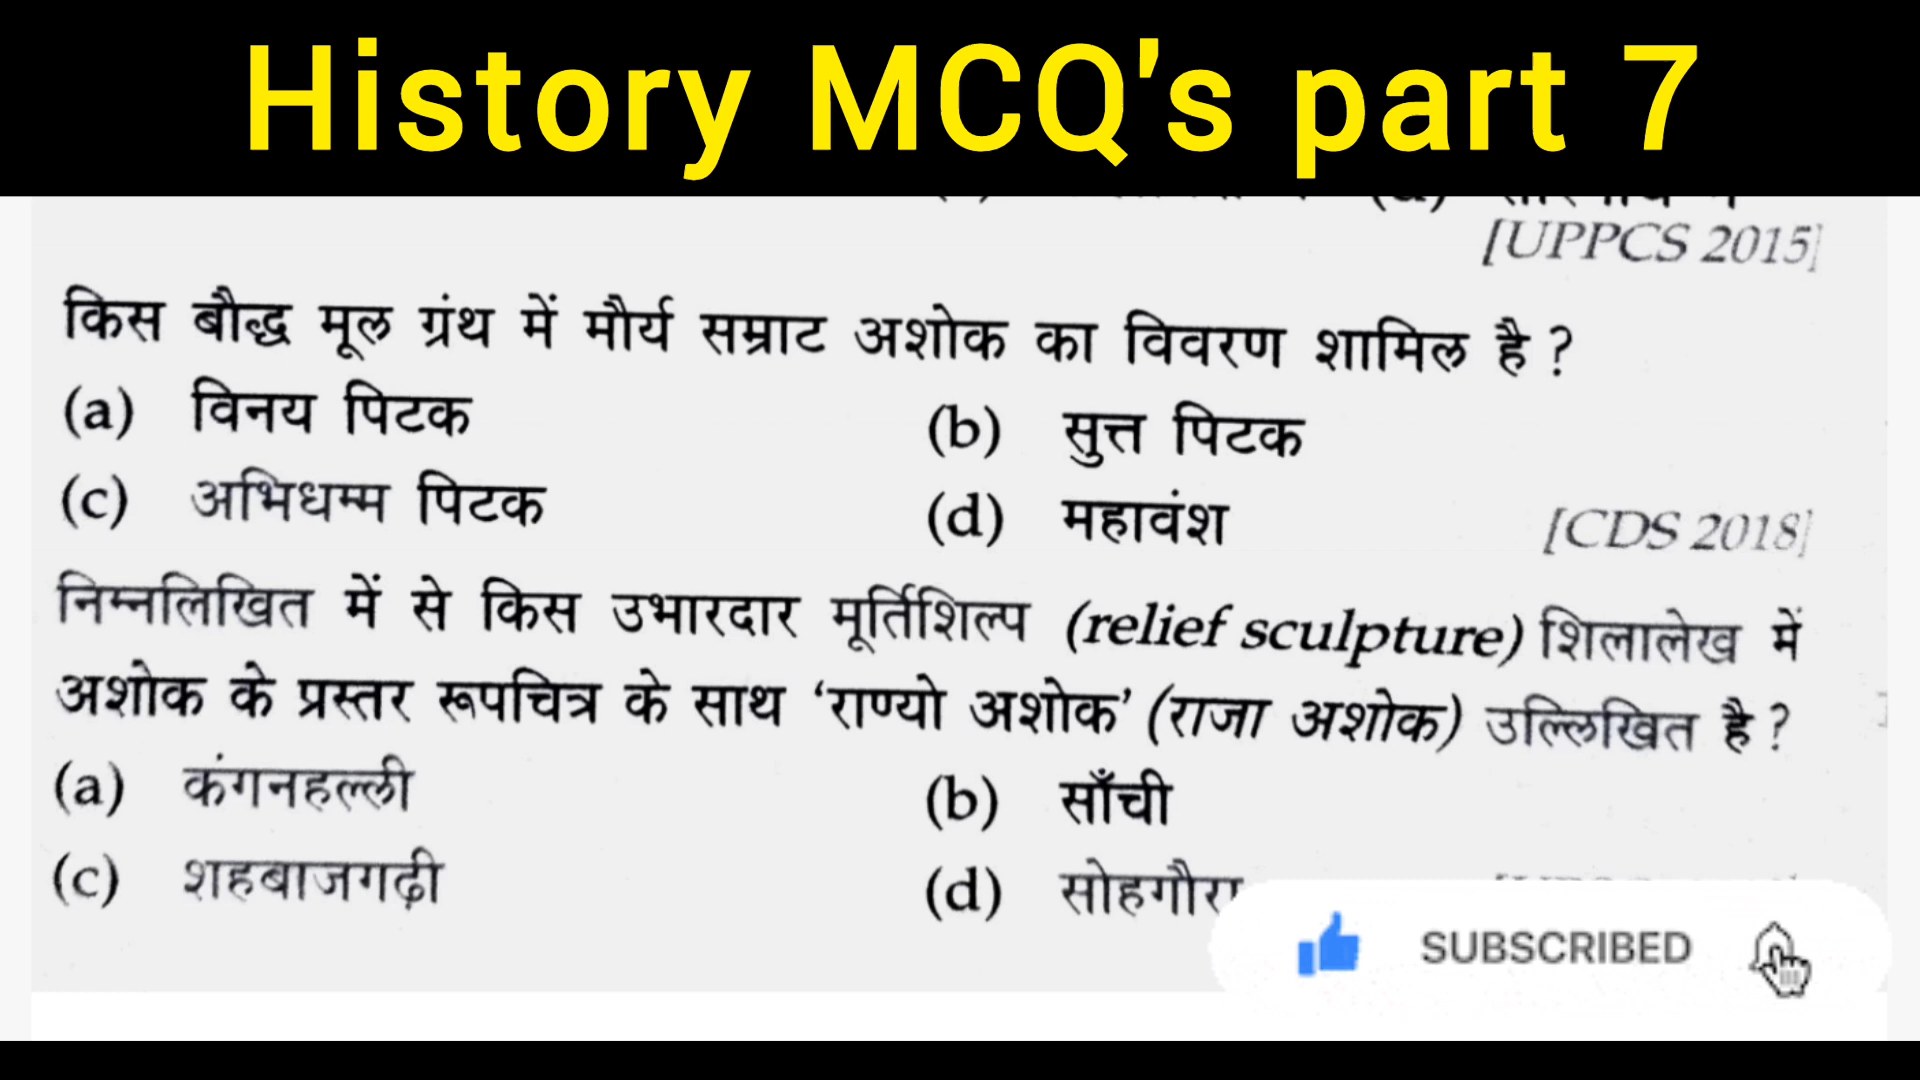 History MCQ's part 7
[UPPCS 2015]
किस बौद्ध मूल ग्रंथ में मौर्य सम्राट अशोक का विवरण शामिल है ?
(a) विनय पिटक (b) सुत्त पिटक
(c) अभिधम्म पिटक (d) महावंश [CDS 2018]
निम्नलिखित में से किस उभारदार मूर्तिशिल्प (relief sculpture) शिलालेख में
अशोक के प्रस्तर रूपचित्र के साथ ‘राण्यो अशोक’ (राजा अशोक) उल्लिखित है ?
(a) कंगनहल्ली (b) साँची
(c) शहबाजगढ़ी (d) सोहगौरा
SUBSCRIBED